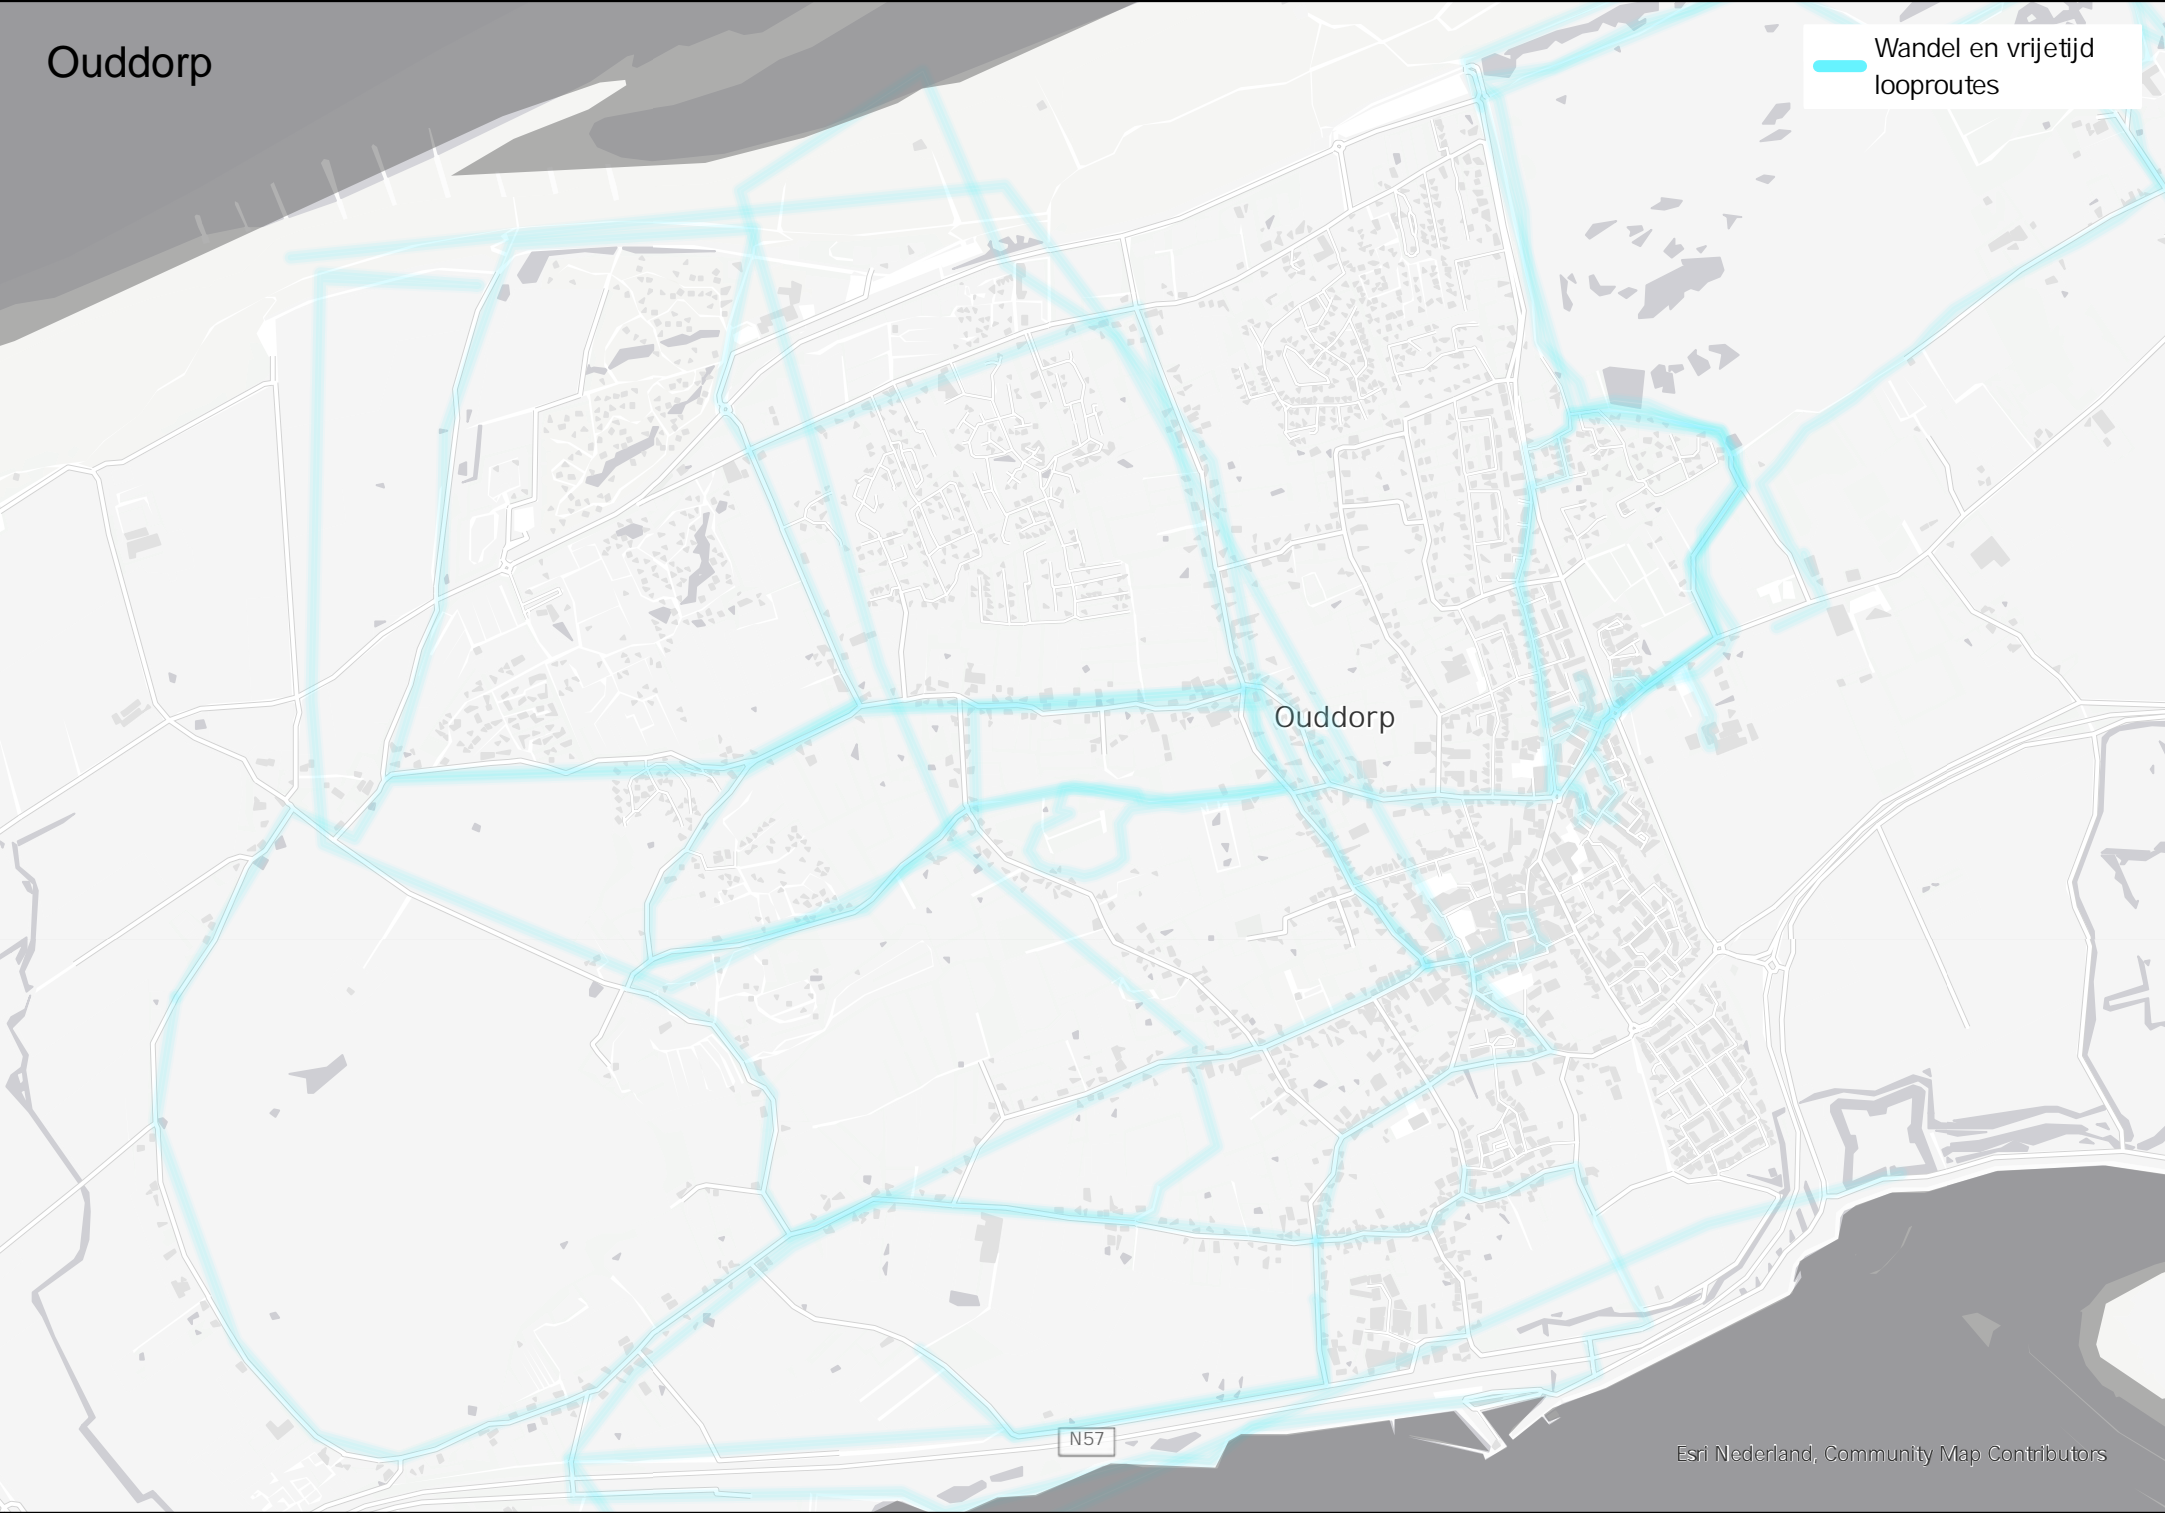 Ouddorp
Wandel en vrijetijd
looproutes
Ouddorp
N57
Esri Nederland, Community Map Contributors